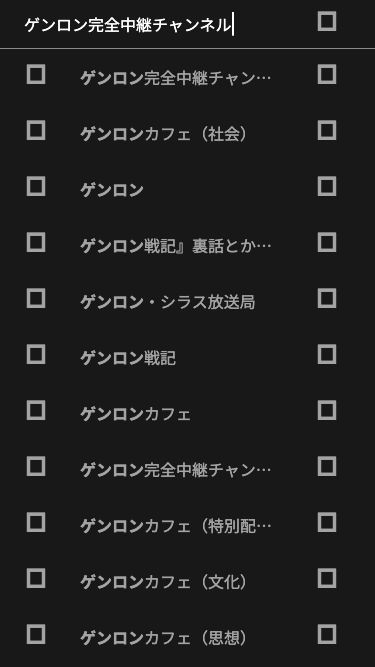 ゲンロン完全中継チャンネル
ゲンロン完全中継チャン…
ゲンロンカフェ（社会）
ゲンロン
ゲンロン戦記』裏話とか…
ゲンロン・シラス放送局
ゲンロン戦記
ゲンロンカフェ
ゲンロン完全中継チャン…
ゲンロンカフェ（特別配…
ゲンロンカフェ（文化）
ゲンロンカフェ（思想）